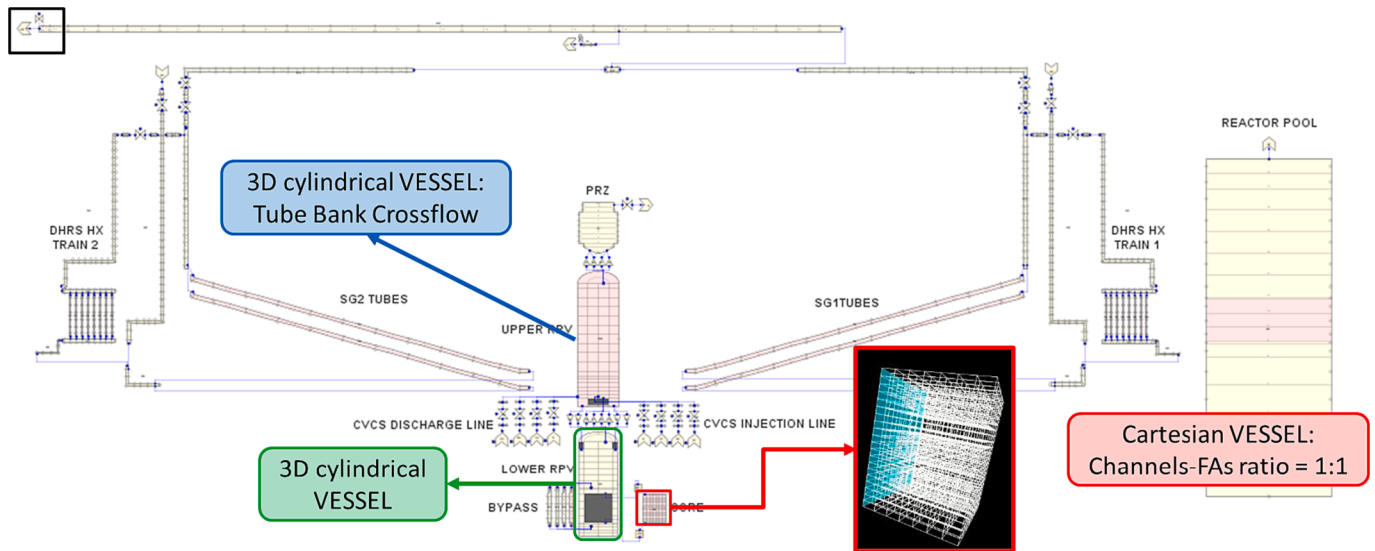 REACTOR POOL
3D cylindrical VESSEL:
Tube Bank Crossflow
PRZ
DHRS HX
TRAIN 2
DHRS HX
TRAIN 1
SG2 TUBES
SG1TUBES
UPPER RPV
CVCS DISCHARGE LINE
CVCS INJECTION LINE
Cartesian VESSEL:
Channels-FAs ratio = 1:1
3D cylindrical
VESSEL
LOWER RPV
BYPASS